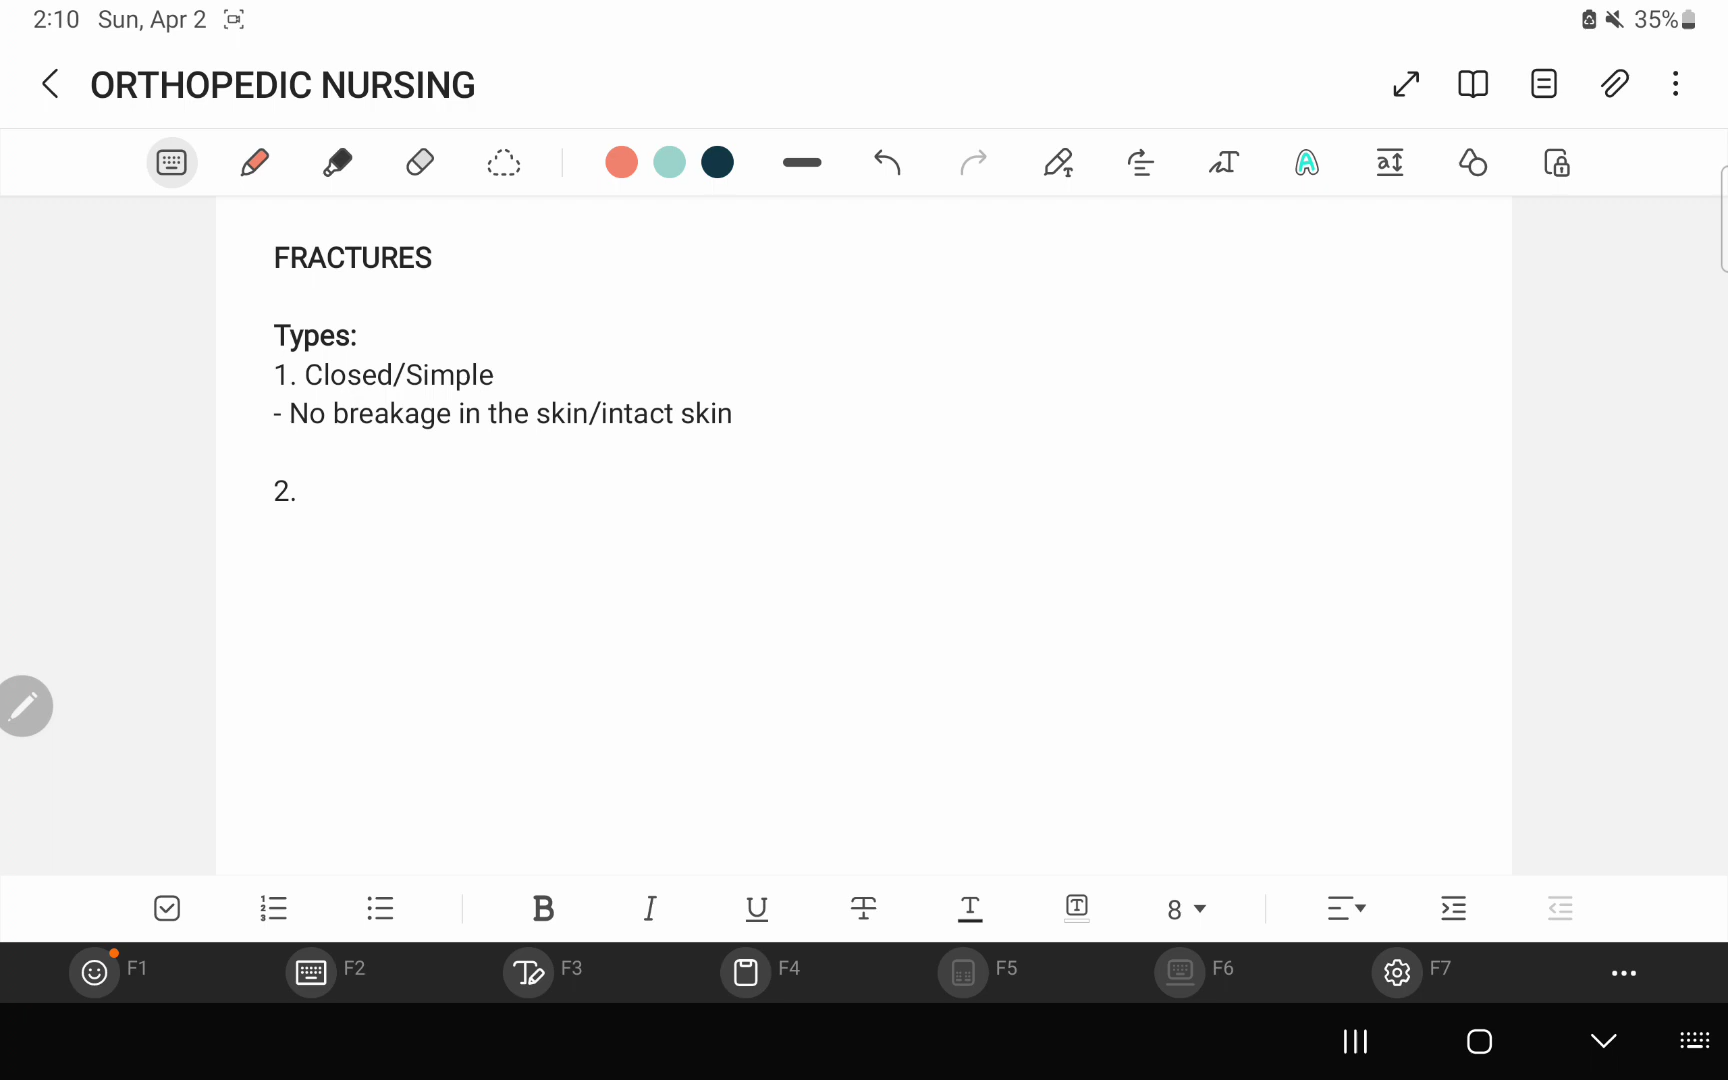 2:10 Sun, Apr 2 35%
ORTHOPEDIC NURSING
FRACTURES
Types:
1. Closed/Simple
- No breakage in the skin/intact skin
2.
B I U T T T 8
F1 F2 F3 F4 F5 F6 F7